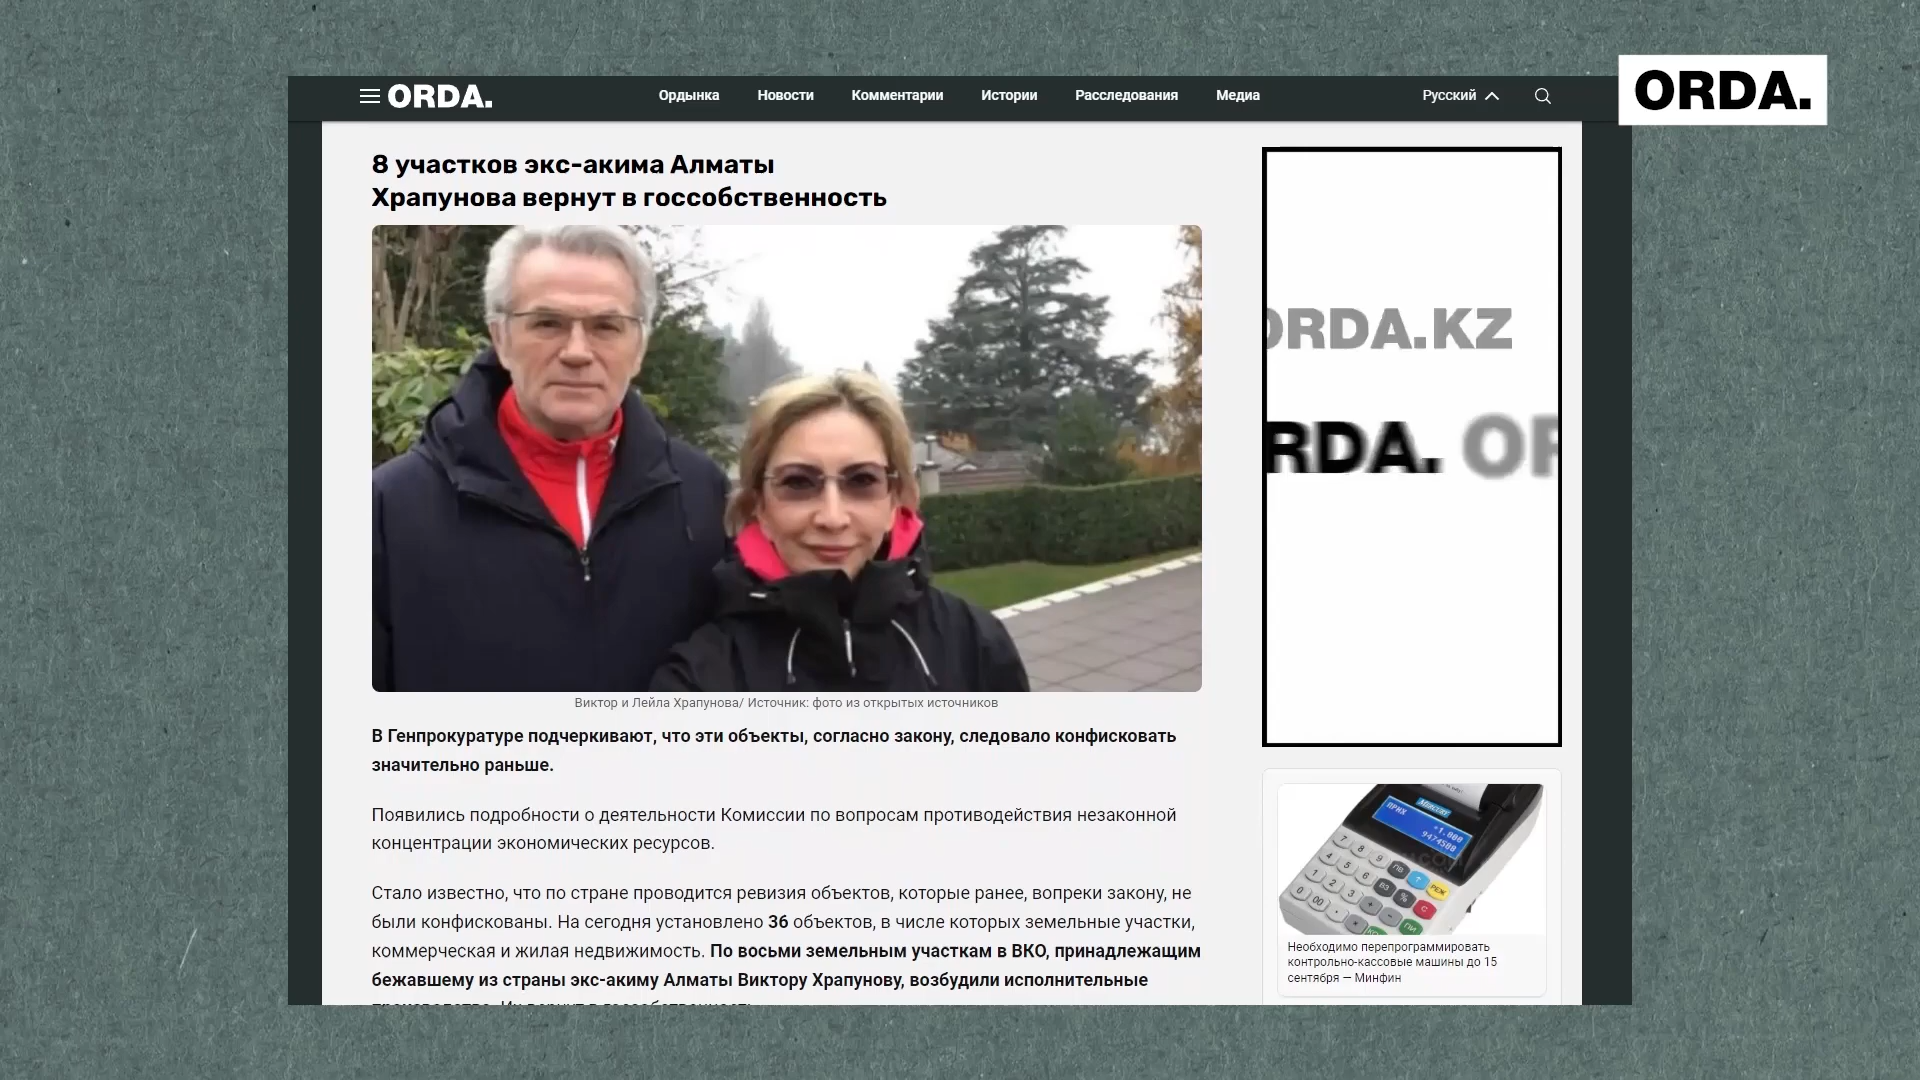 ORDA.
ORDA.
Ордынка Новости Комментарии Истории Расследования Медиа
Русский
8 участков экс-акима Алматы
Храпунова вернут в госсобственность
ORDA.KZ
RDA. OR
Виктор и Лейла Храпунова/ Источник: фото из открытых источников
В Генпрокуратуре подчеркивают, что эти объекты, согласно закону, следовало конфисковать
значительно раньше.
Появились подробности о деятельности Комиссии по вопросам противодействия незаконной
концентрации экономических ресурсов.
Стало известно, что по стране проводится ревизия объектов, которые ранее, вопреки закону, не
были конфискованы. На сегодня установлено 36 объектов, в числе которых земельные участки,
коммерческая и жилая недвижимость. По восьми земельным участкам в ВКО, принадлежащим
бежавшему из страны экс-акиму Алматы Виктору Храпунову, возбудили исполнительные
Необходимо перепрограммировать
контрольно-кассовые машины до 15
сентября — Минфин